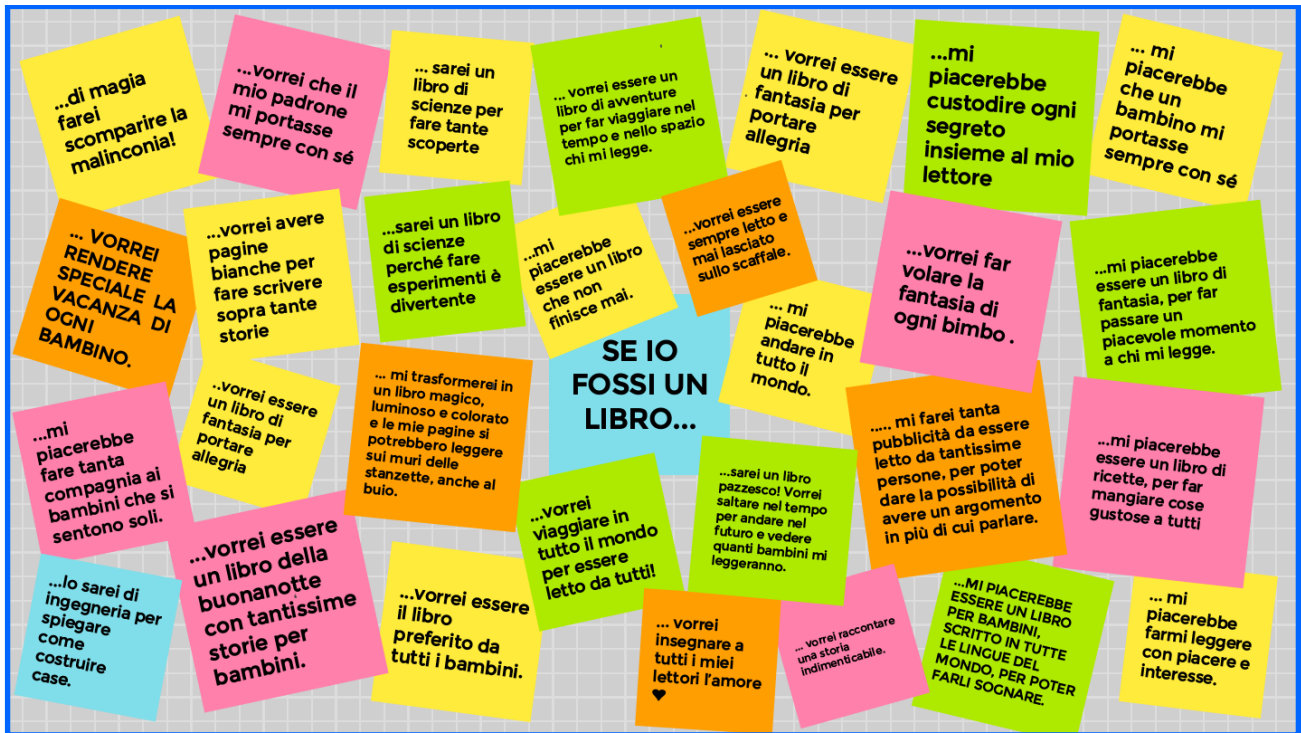 ...di magia
farei
scomparire la
malinconia!
...vorrei che il
mio padrone
mi portasse
sempre con sé
... sarei un
libro di
scienze per
fare tante
scoperte
... vorrei essere un
libro di avventure
per far viaggiare nel
tempo e nello spazio
chi mi legge.
... vorrei essere
un libro di
fantasia per
portare
allegria
...mi
piacerebbe
custodire ogni
segreto
insieme al mio
lettore
... mi
piacerebbe
che un
bambino mi
portasse
sempre con sé
... VORREI
RENDERE
SPECIALE LA
VACANZA DI
OGNI
BAMBINO.
...vorrei avere
pagine
bianche per
fare scrivere
sopra tante
storie
...sarei un libro
di scienze
perché fare
esperimenti è
divertente
...mi
piacerebbe
essere un libro
che non
finisce mai.
...vorrei essere
sempre letto e
mai lasciato
sullo scaffale.
...vorrei far
volare la
fantasia di
ogni bimbo .
...mi piacerebbe
essere un libro di
fantasia, per far
passare un
piacevole momento
a chi mi legge.
SE IO
FOSSI UN
LIBRO...
... mi
piacerebbe
andare in
tutto il
mondo.
...mi
piacerebbe
fare tanta
compagnia ai
bambini che si
sentono soli.
..vorrei essere
un libro di
fantasia per
portare
allegria
... mi trasformerei in
un libro magico,
luminoso e colorato
e le mie pagine si
potrebbero leggere
sui muri delle
stanzette, anche al
buio.
..... mi farei tanta
pubblicità da essere
letto da tantissime
persone, per poter
dare la possibilità di
avere un argomento
in più di cui parlare.
...mi piacerebbe
essere un libro di
ricette, per far
mangiare cose
gustose a tutti
...vorrei
viaggiare in
tutto il mondo
per essere
letto da tutti!
...sarei un libro
pazzesco! Vorrei
saltare nel tempo
per andare nel
futuro e vedere
quanti bambini mi
leggeranno.
...Io sarei di
ingegneria per
spiegare
come
costruire
case.
...vorrei essere
un libro della
buonanotte
con tantissime
storie per
bambini.
...vorrei essere
il libro
preferito da
tutti i bambini.
... vorrei
insegnare a
tutti i miei
lettori l'amore
♥
... vorrei raccontare
una storia
indimenticabile.
...MI PIACEREBBE
ESSERE UN LIBRO
PER BAMBINI,
SCRITTO IN TUTTE
LE LINGUE DEL
MONDO, PER POTER
FARLI SOGNARE.
... mi
piacerebbe
farmi leggere
con piacere e
interesse.